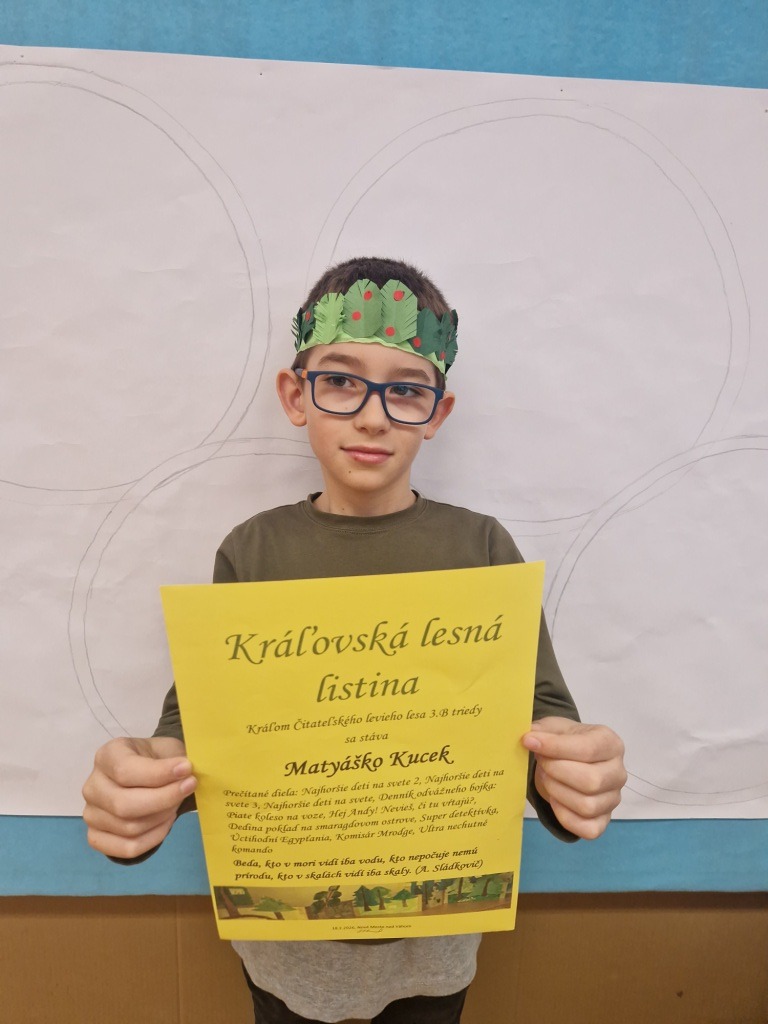 Kráľovská lesná
listina
Kráľom Čitateľského levieho lesa 3.B triedy
sa stáva
Matyáško Kucek
Prečítané diela: Najhoršie deti na svete 2, Najhoršie deti na
svete 3, Najhoršie deti na svete, Denník odvážneho bojka:
Piate koleso na voze, Hej Andy! Nevieš, či tu vŕtajú?,
Dedina poklad na smaragdovom ostrove, Super detektívka,
Úctihodní Egypťania, Komisár Mrodge, Ultra nechutné
komando
Beda, kto v mori vidí iba vodu, kto nepočuje nemú
prírodu, kto v skalách vidí iba skaly. (A. Sládkovič)